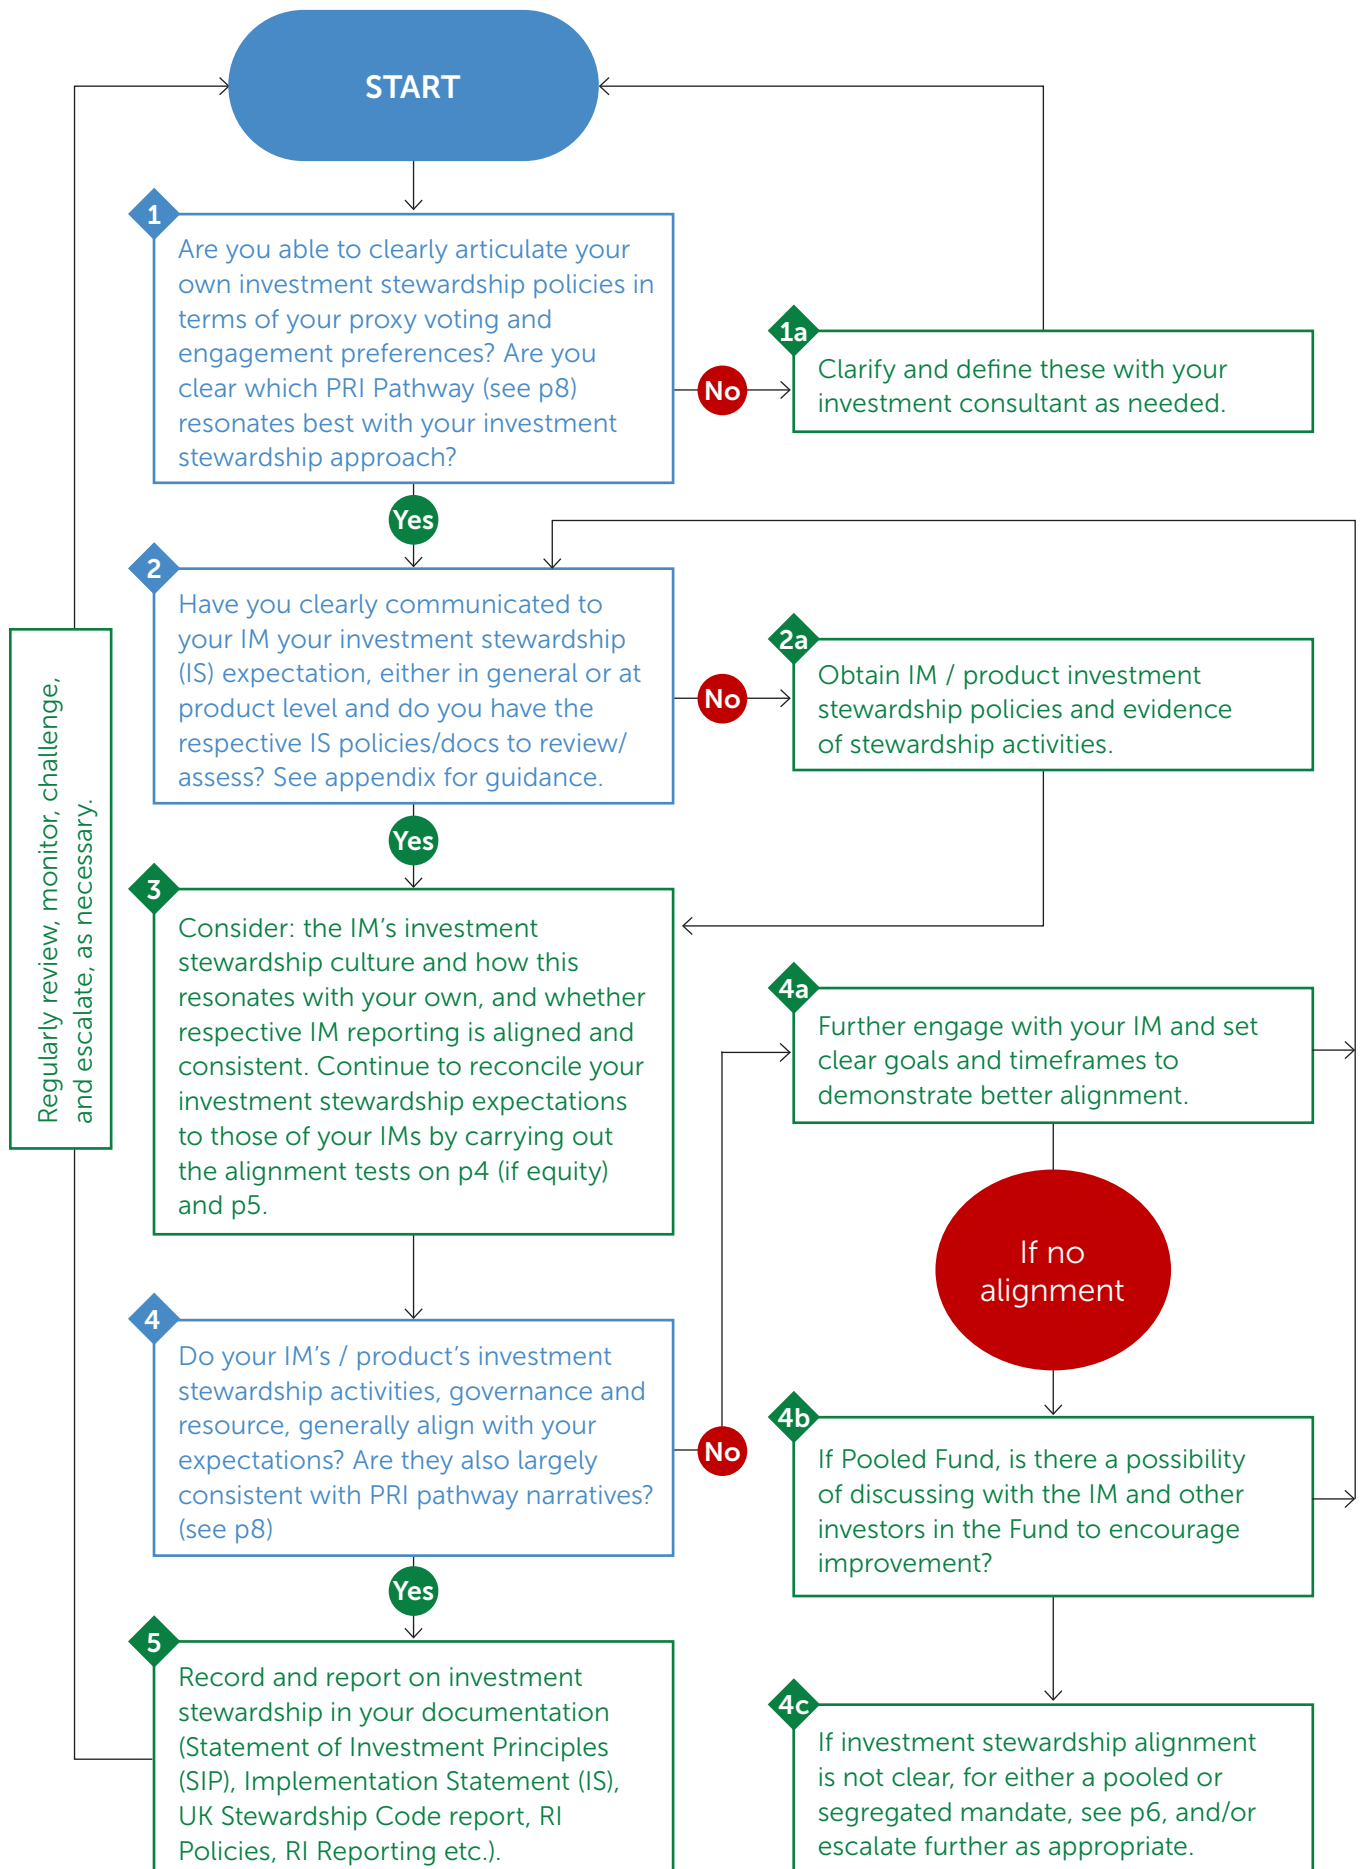 START
1
Are you able to clearly articulate your
own investment stewardship policies in
terms of your proxy voting and
engagement preferences? Are you
clear which PRI Pathway (see p8)
resonates best with your investment
stewardship approach?
No
1a
Clarify and define these with your
investment consultant as needed.
Yes
2
Have you clearly communicated to
your IM your investment stewardship
(IS) expectation, either in general or at
product level and do you have the
respective IS policies/docs to review/
assess? See appendix for guidance.
No
2a
Obtain IM / product investment
stewardship policies and evidence
of stewardship activities.
Yes
3
Consider: the IM's investment
stewardship culture and how this
resonates with your own, and whether
respective IM reporting is aligned and
consistent. Continue to reconcile your
investment stewardship expectations
to those of your IMs by carrying out
the alignment tests on p4 (if equity)
and p5.
4
Do your IM's / product's investment
stewardship activities, governance and
resource, generally align with your
expectations? Are they also largely
consistent with PRI pathway narratives?
(see p8)
No
4a
Further engage with your IM and set
clear goals and timeframes to
demonstrate better alignment.
If no
alignment
4b
If Pooled Fund, is there a possibility
of discussing with the IM and other
investors in the Fund to encourage
improvement?
4c
If investment stewardship alignment
is not clear, for either a pooled or
segregated mandate, see p6, and/or
escalate further as appropriate.
Yes
5
Record and report on investment
stewardship in your documentation
(Statement of Investment Principles
(SIP), Implementation Statement (IS),
UK Stewardship Code report, RI
Policies, RI Reporting etc.).
Regularly review, monitor, challenge,
and escalate, as necessary.